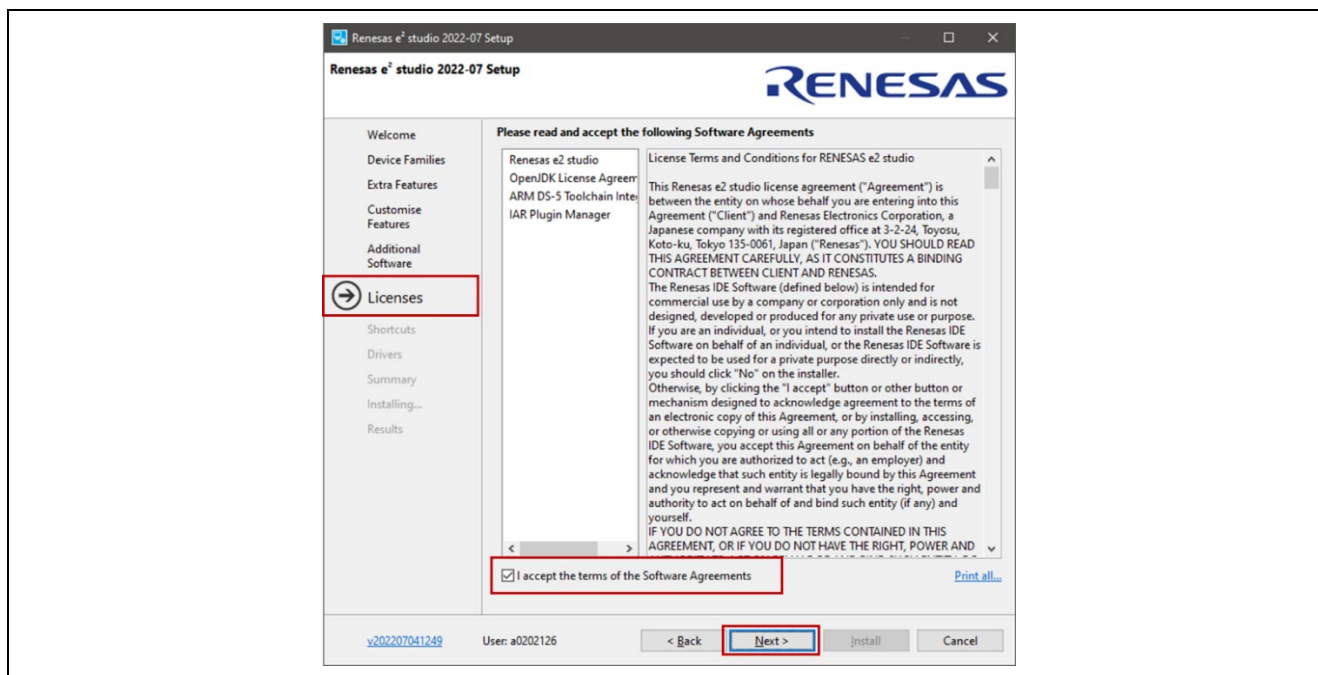 Renesas e² studio 2022-07 Setup
Renesas e² studio 2022-07 Setup
RENESAS
Welcome
Device Families
Extra Features
Customise
Features
Additional
Software
Licenses
Shortcuts
Drivers
Summary
Installing...
Results
Please read and accept the following Software Agreements
Renesas e2 studio
OpenJDK License Agreem
ARM DS-5 Toolchain Inte
IAR Plugin Manager
License Terms and Conditions for RENESAS e2 studio
This Renesas e2 studio license agreement ("Agreement") is
between the entity on whose behalf you are entering into this
Agreement ("Client") and Renesas Electronics Corporation, a
Japanese company with its registered office at 3-2-24, Toyosu,
Koto-ku, Tokyo 135-0061, Japan ("Renesas"). YOU SHOULD READ
THIS AGREEMENT CAREFULLY, AS IT CONSTITUTES A BINDING
CONTRACT BETWEEN CLIENT AND RENESAS.
The Renesas IDE Software (defined below) is intended for
commercial use by a company or corporation only and is not
designed, developed or produced for any private use or purpose.
If you are an individual, or you intend to install the Renesas IDE
Software on behalf of an individual, or the Renesas IDE Software is
expected to be used for a private purpose directly or indirectly,
you should click "No" on the installer.
Otherwise, by clicking the "I accept" button or other button or
mechanism designed to acknowledge agreement to the terms of
an electronic copy of this Agreement, or by installing, accessing,
or otherwise copying or using all or any portion of the Renesas
IDE Software, you accept this Agreement on behalf of the entity
for which you are authorized to act (e.g., an employer) and
acknowledge that such entity is legally bound by this Agreement
and you represent and warrant that you have the right, power and
authority to act on behalf of and bind such entity (if any) and
yourself.
IF YOU DO NOT AGREE TO THE TERMS CONTAINED IN THIS
AGREEMENT, OR IF YOU DO NOT HAVE THE RIGHT, POWER AND
I accept the terms of the Software Agreements
Print all...
v202207041249
User: a0202126
< Back
Next >
Install
Cancel